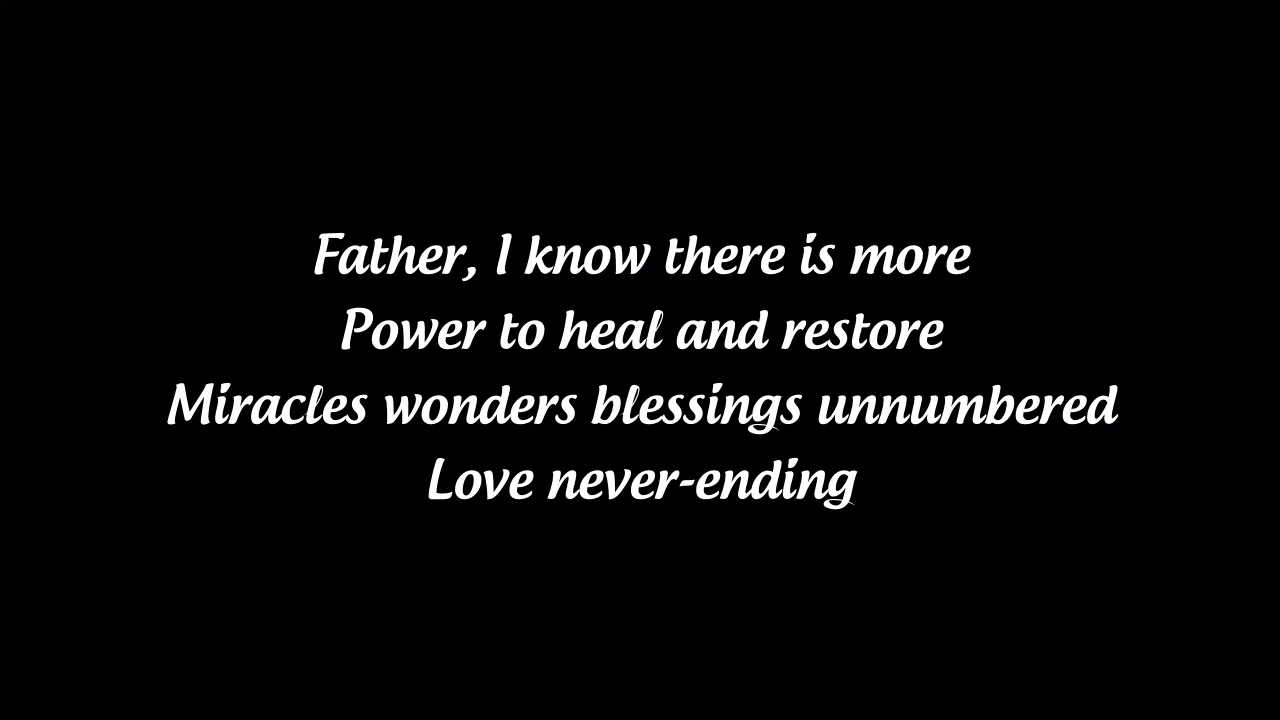 Father, I know there is more
Power to heal and restore
Miracles wonders blessings unnumbered
Love never-ending